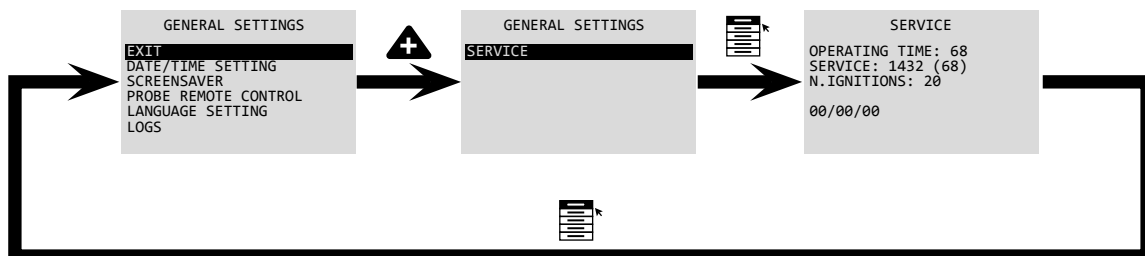 GENERAL SETTINGS
EXIT
DATE/TIME SETTING
SCREENSAVER
PROBE REMOTE CONTROL
LANGUAGE SETTING
LOGS
GENERAL SETTINGS
SERVICE
SERVICE
OPERATING TIME: 68
SERVICE: 1432 (68)
N.IGNITIONS: 20
00/00/00